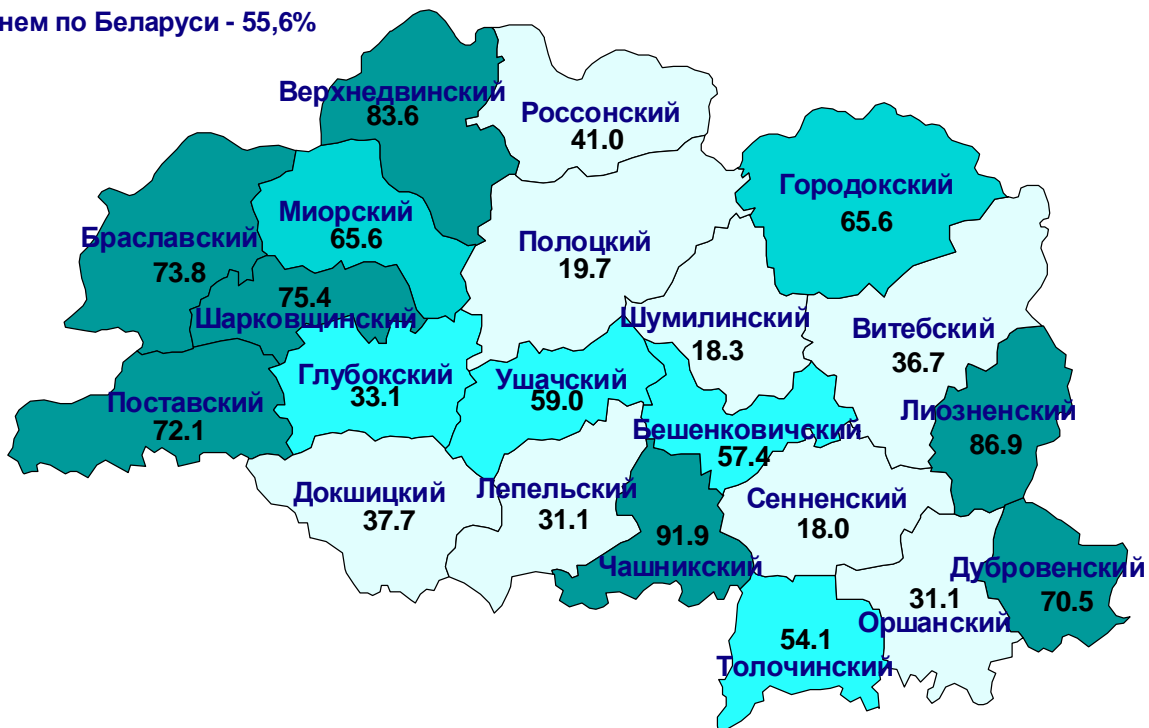 нем по Беларуси - 55,6%
Верхнедвинский
83.6
Россонский
41.0
Городокский
65.6
Миорский
65.6
Браславский
73.8
Полоцкий
19.7
75.4
Шарковщинский
Шумилинский
18.3
Витебский
36.7
Глубокский
33.1
Ушачский
59.0
Поставский
72.1
Лиозненский
86.9
Бешенковичский
57.4
Докшицкий
37.7
Лепельский
31.1
Сенненский
18.0
91.9
Чашникский
Дубровенский
70.5
31.1
Оршанский
54.1
Толочинский